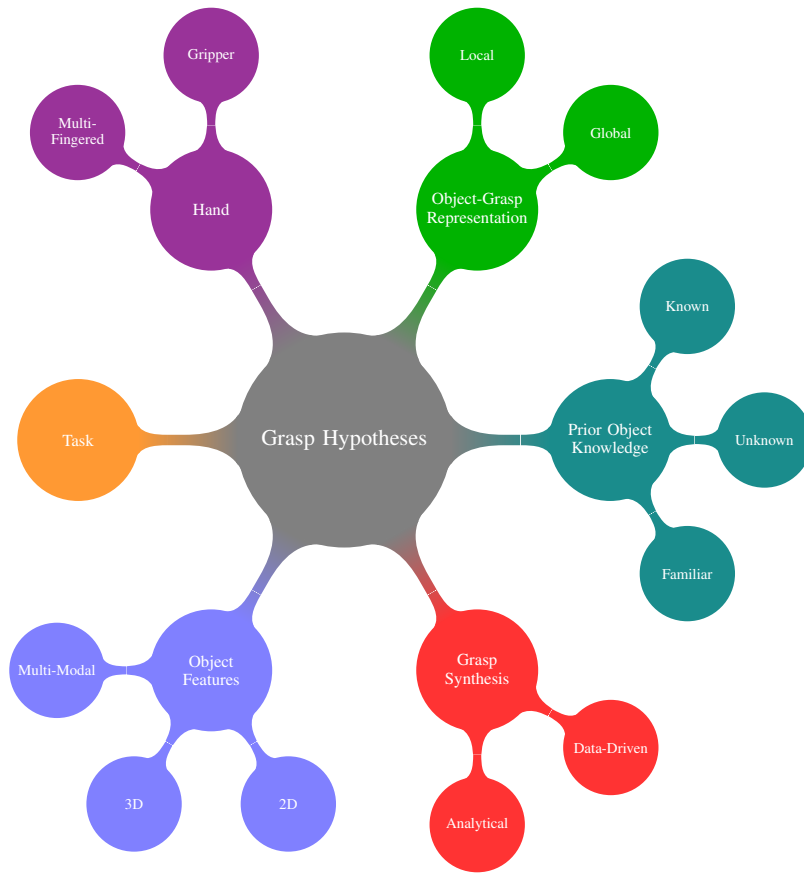 Gripper
Local
Multi-
Fingered
Global
Hand
Object-Grasp
Representation
Known
Task
Grasp Hypotheses
Prior Object
Knowledge
Unknown
Familiar
Multi-Modal
Object
Features
Grasp
Synthesis
Data-Driven
3D
2D
Analytical